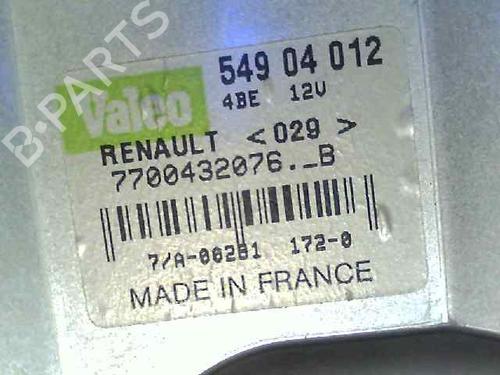 B-PARTS
Valeo
549 04 012
4BE 12V
RENAULT <029>
7700432076._B
7/A-06281 172-0
MADE IN FRANCE